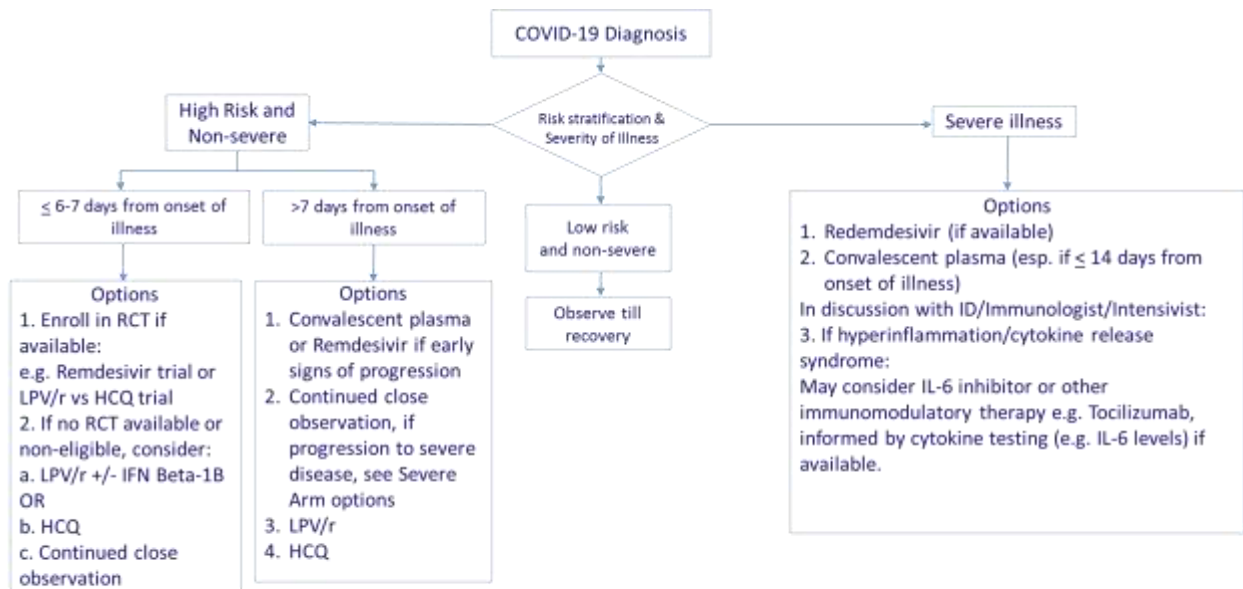 COVID-19 Diagnosis
Risk stratification &
Severity of Illness
High Risk and
Non-severe
≤ 6-7 days from onset of
illness
Options
1. Enroll in RCT if
available:
e.g. Remdesivir trial or
LPV/r vs HCQ trial
2. If no RCT available or
non-eligible, consider:
a. LPV/r +/- IFN Beta-1B
OR
b. HCQ
c. Continued close
observation
>7 days from onset of
illness
Options
1. Convalescent plasma
or Remdesivir if early
signs of progression
2. Continued close
observation, if
progression to severe
disease, see Severe
Arm options
3. LPV/r
4. HCQ
Low risk
and non-severe
Observe till
recovery
Severe illness
Options
1. Redemdesivir (if available)
2. Convalescent plasma (esp. if ≤ 14 days from
onset of illness)
In discussion with ID/Immunologist/Intensivist:
3. If hyperinflammation/cytokine release
syndrome:
May consider IL-6 inhibitor or other
immunomodulatory therapy e.g. Tocilizumab,
informed by cytokine testing (e.g. IL-6 levels) if
available.